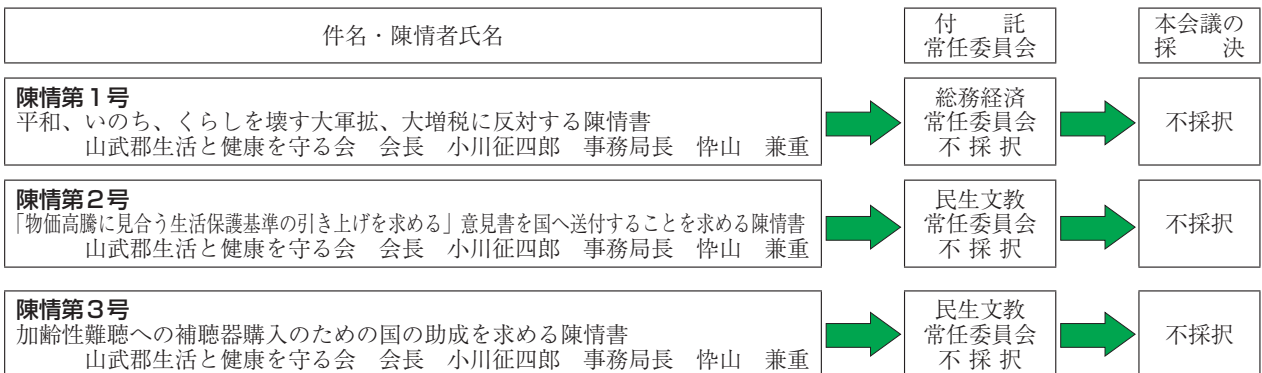 件名・陳情者氏名
付　託
常任委員会
本会議の
採　決
陳情第1号
平和、いのち、くらしを壊す大軍拡、大増税に反対する陳情書
山武郡生活と健康を守る会　会長　小川征四郎　事務局長　忰山　兼重
総務経済
常任委員会
不 採 択
不採択
陳情第2号
「物価高騰に見合う生活保護基準の引き上げを求める」意見書を国へ送付することを求める陳情書
山武郡生活と健康を守る会　会長　小川征四郎　事務局長　忰山　兼重
民生文教
常任委員会
不 採 択
不採択
陳情第3号
加齢性難聴への補聴器購入のための国の助成を求める陳情書
山武郡生活と健康を守る会　会長　小川征四郎　事務局長　忰山　兼重
民生文教
常任委員会
不 採 択
不採択